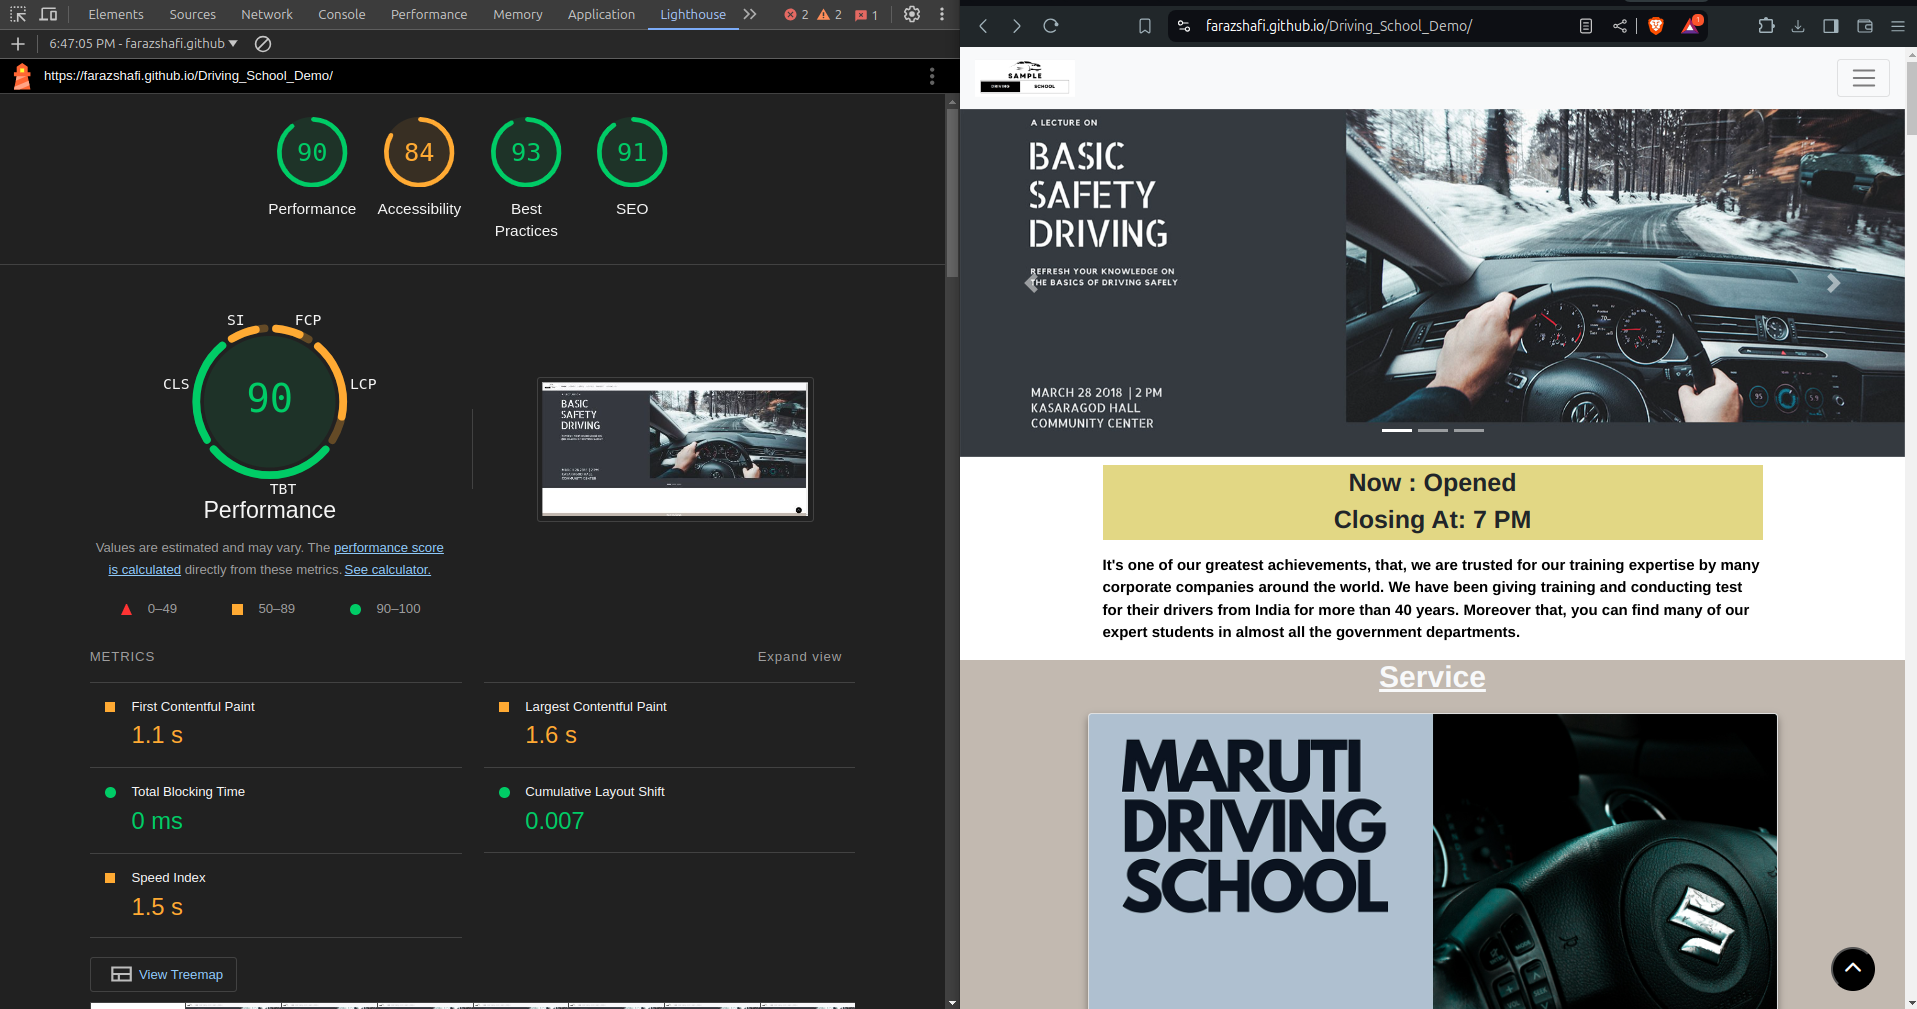 Elements Sources Network Console Performance Memory Application Lighthouse 2 2 1
6:47:05 PM - farazshafi.github
https://farazshafi.github.io/Driving_School_Demo/
90 84 93 91
Performance Accessibility Best Practices SEO
SI FCP
CLS LCP
90
TBT
Performance
Values are estimated and may vary. The performance score
is calculated directly from these metrics. See calculator.
0–49 50–89 90–100
METRICS Expand view
First Contentful Paint
1.1 s
Largest Contentful Paint
1.6 s
Total Blocking Time
0 ms
Cumulative Layout Shift
0.007
Speed Index
1.5 s
View Treemap
BASIC
SAFETY
DRIVING
farazshafi.github.io/Driving_School_Demo/ 1
SAMPLE
DRIVING SCHOOL
A LECTURE ON
BASIC
SAFETY
DRIVING
REFRESH YOUR KNOWLEDGE ON
THE BASICS OF DRIVING SAFELY
MARCH 28 2018 | 2 PM
KASARAGOD HALL
COMMUNITY CENTER
Now : Opened
Closing At: 7 PM
It's one of our greatest achievements, that, we are trusted for our training expertise by many
corporate companies around the world. We have been giving training and conducting test
for their drivers from India for more than 40 years. Moreover that, you can find many of our
expert students in almost all the government departments.
Service
MARUTI
DRIVING
SCHOOL